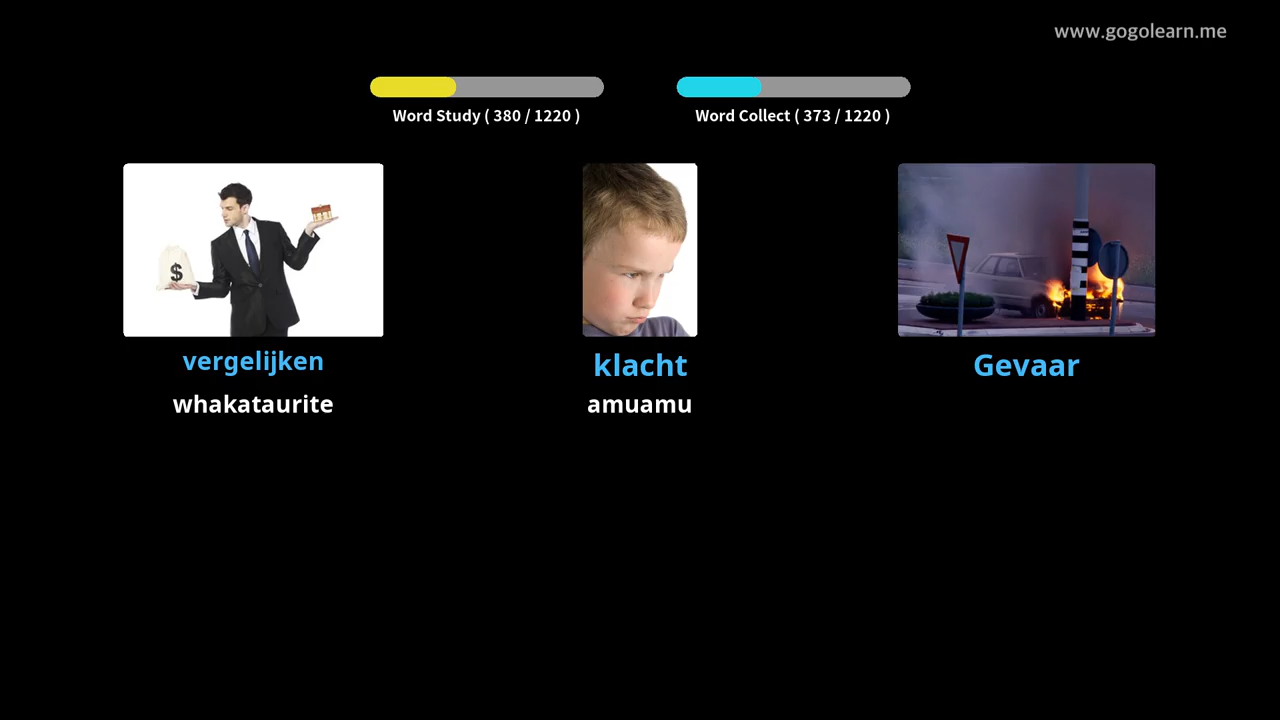 www.gogolearn.me
Word Study ( 380 / 1220 )
Word Collect ( 373 / 1220 )
$
vergelijken
klacht
Gevaar
whakataurite
amuamu